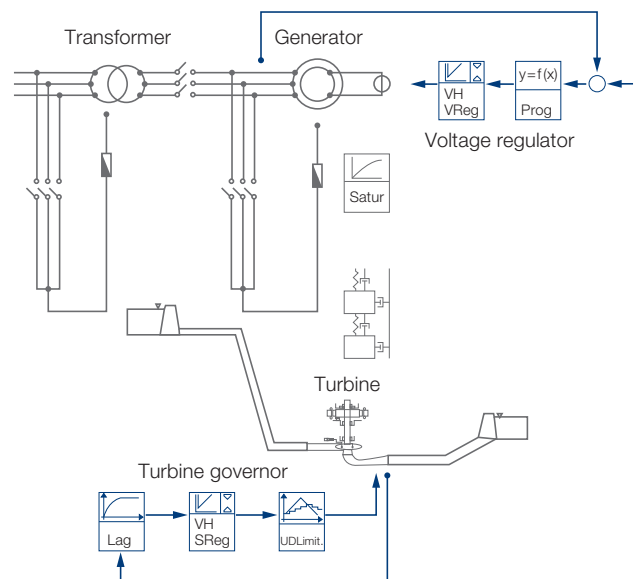 Transformer
Generator
y=f(x)
VH
VReg
Prog
Voltage regulator
Satur
Turbine
Turbine governor
Lag
VH
SReg
UDLimit.